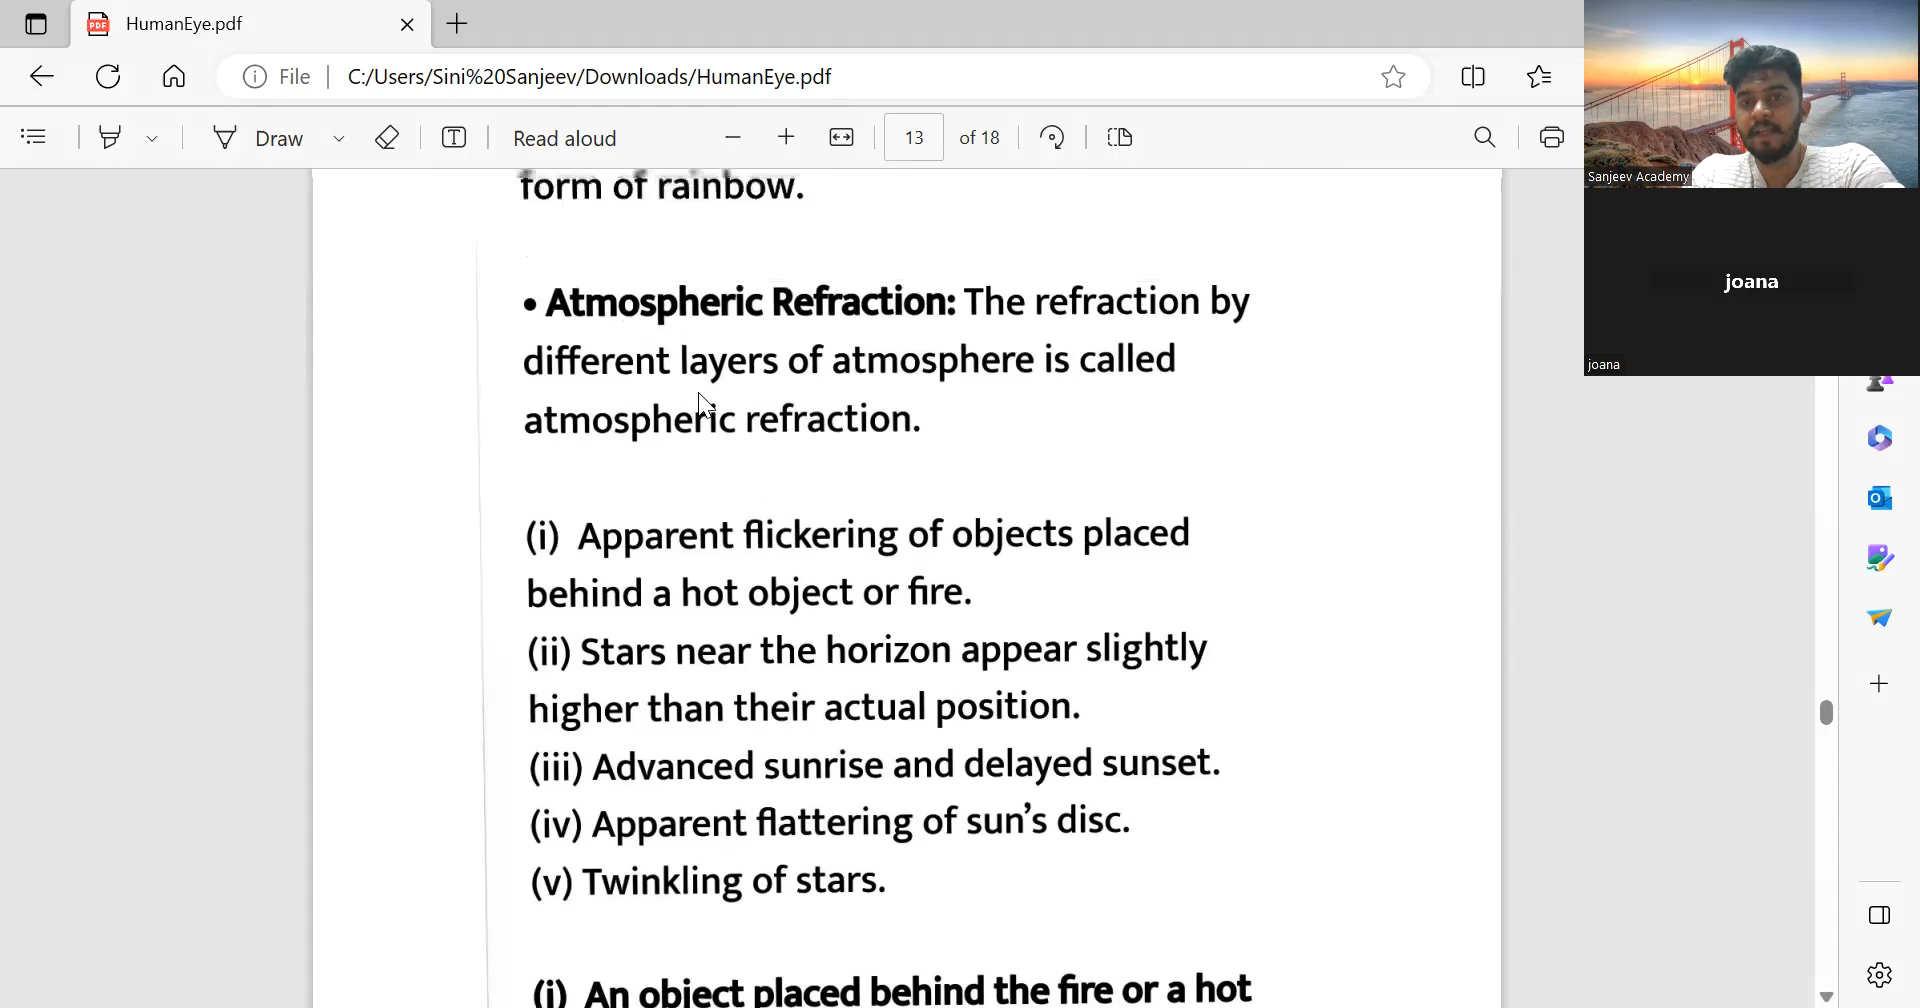 HumanEye.pdf
File
C:/Users/Sini%20Sanjeev/Downloads/HumanEye.pdf
Draw
Read aloud
13
of 18
Sanjeev Academy
joana
joana
form of rainbow.
• Atmospheric Refraction: The refraction by
different layers of atmosphere is called
atmospheric refraction.
(i) Apparent flickering of objects placed
behind a hot object or fire.
(ii) Stars near the horizon appear slightly
higher than their actual position.
(iii) Advanced sunrise and delayed sunset.
(iv) Apparent flattering of sun's disc.
(v) Twinkling of stars.
(i) An object placed behind the fire or a hot